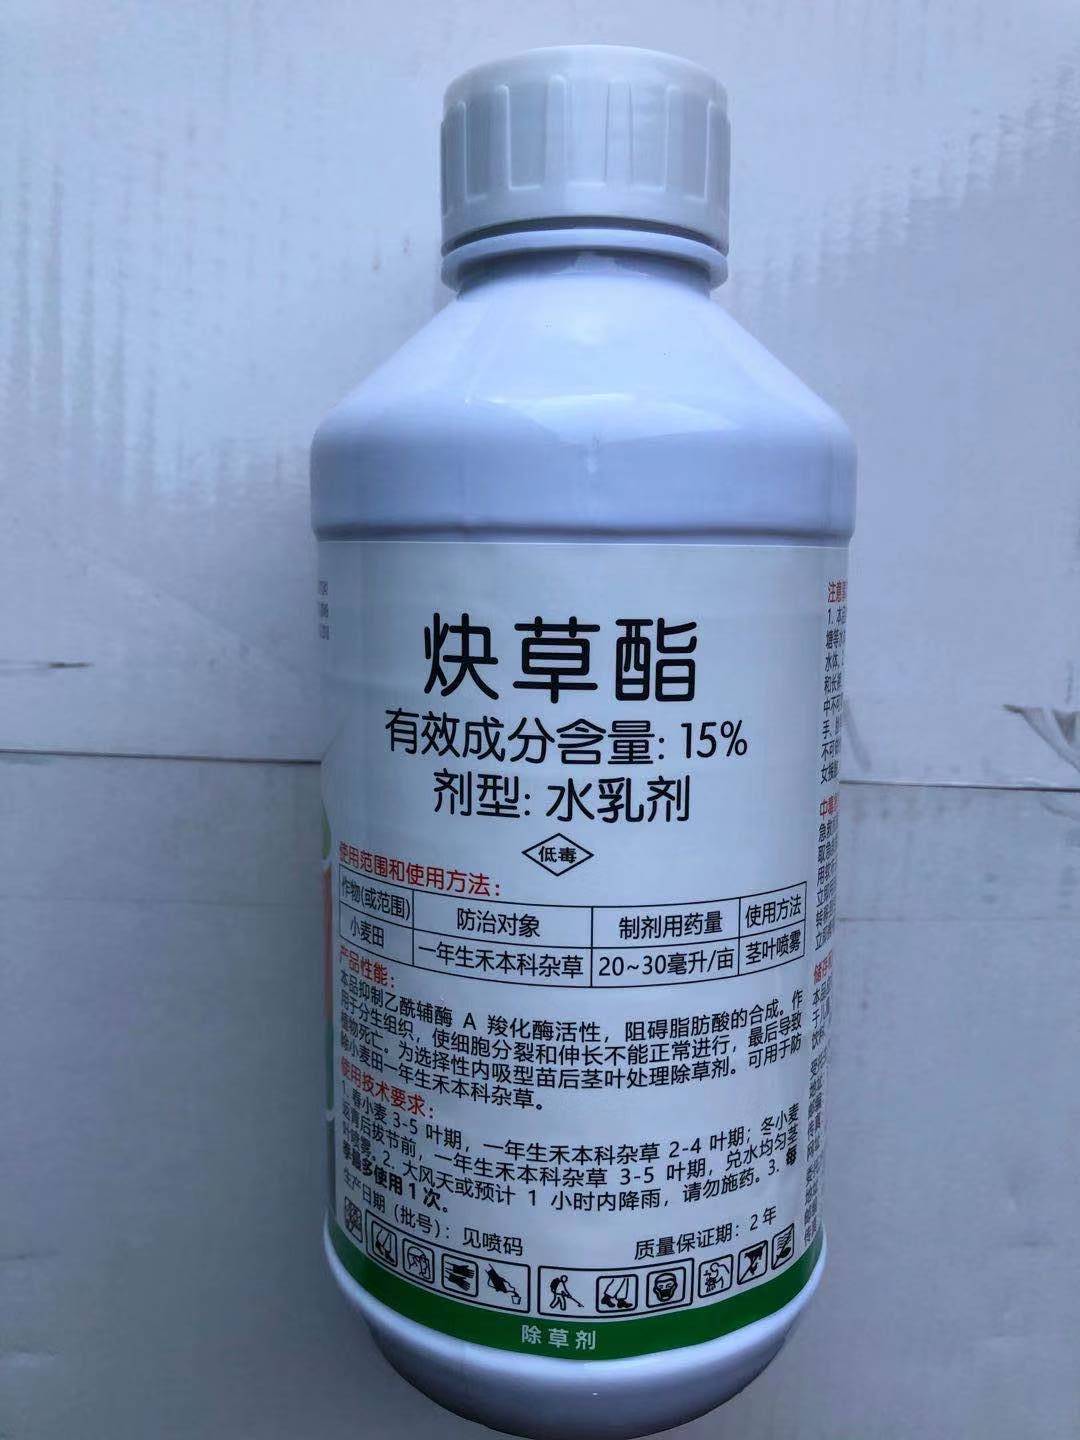 炔草酯
有效成分含量: 15%
剂型: 水乳剂
低毒
使用范围和使用方法:
作物(或范围) 防治对象 制剂用药量 使用方法
小麦田 一年生禾本科杂草 20~30毫升/亩 茎叶喷雾
产品性能:
本品抑制乙酰辅酶 A 羧化酶活性，阻碍脂肪酸的合成。作
用于分生组织，使细胞分裂和伸长不能正常进行，最后导致
植物死亡。为选择性内吸型苗后茎叶处理除草剂。可用于防
除小麦田一年生禾本科杂草。
使用技术要求:
1. 春小麦 3-5 叶期，一年生禾本科杂草 2-4 叶期；冬小麦
返青后拔节前，一年生禾本科杂草 3-5 叶期，兑水均匀茎
叶喷雾。2. 大风天或预计 1 小时内降雨，请勿施药。3. 每
季最多使用1次。
生产日期（批号）：见喷码 质量保证期：2 年
除草剂
1. 本
水体
和长
中不可
手、
不可